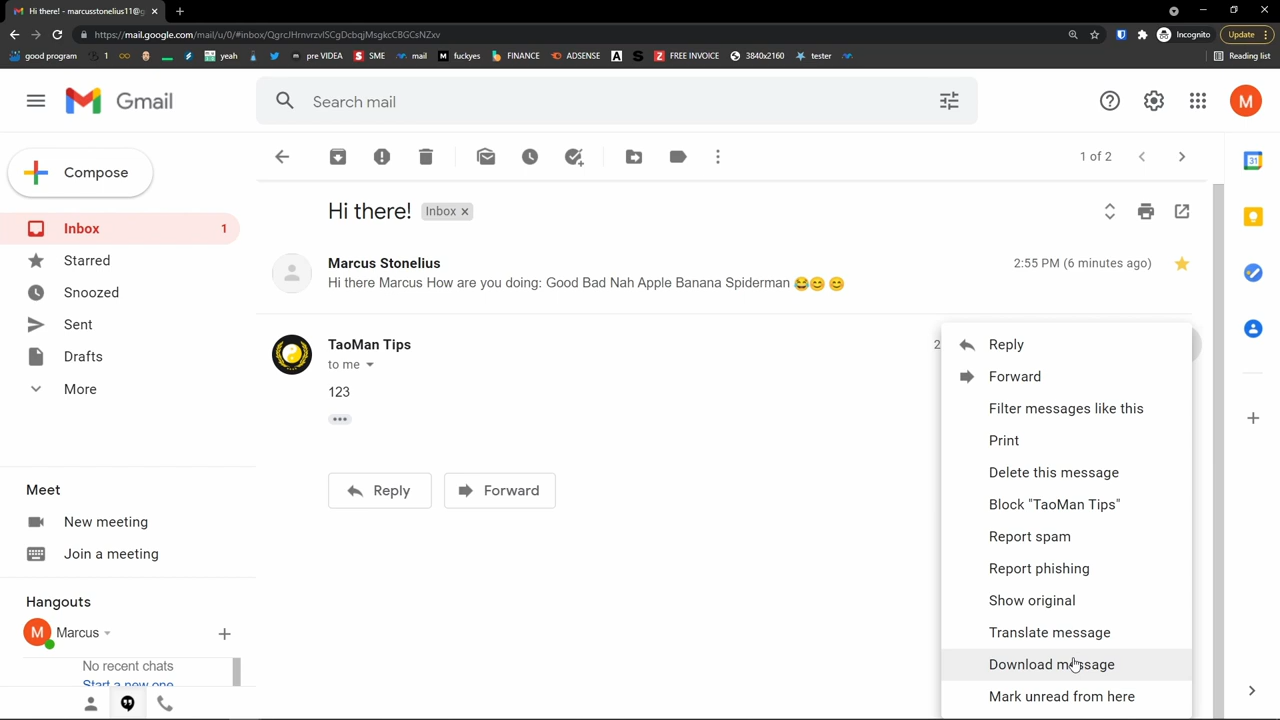 Hi there! - marcusstonelius11@g
https://mail.google.com/mail/u/0/#inbox/QgrcJHrnvrzvlSCgDcbqjMsgkcCBGCsNZxv
Incognito
Update
good program
1
yeah
pre VIDEA
SME
mail
fuckyes
FINANCE
ADSENSE
FREE INVOICE
3840x2160
tester
Reading list
Gmail
Search mail
M
Compose
1 of 2
Inbox 1
Starred
Snoozed
Sent
Drafts
More
Meet
New meeting
Join a meeting
Hangouts
M Marcus
No recent chats
Start a new one
Hi there! Inbox ×
Marcus Stonelius
2:55 PM (6 minutes ago)
Hi there Marcus How are you doing: Good Bad Nah Apple Banana Spiderman 😂😊 😊
TaoMan Tips
2
to me
123
Reply
Forward
Reply
Forward
Filter messages like this
Print
Delete this message
Block "TaoMan Tips"
Report spam
Report phishing
Show original
Translate message
Download message
Mark unread from here
31